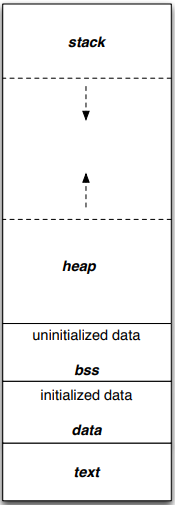 stack
heap
uninitialized data
bss
initialized data
data
text